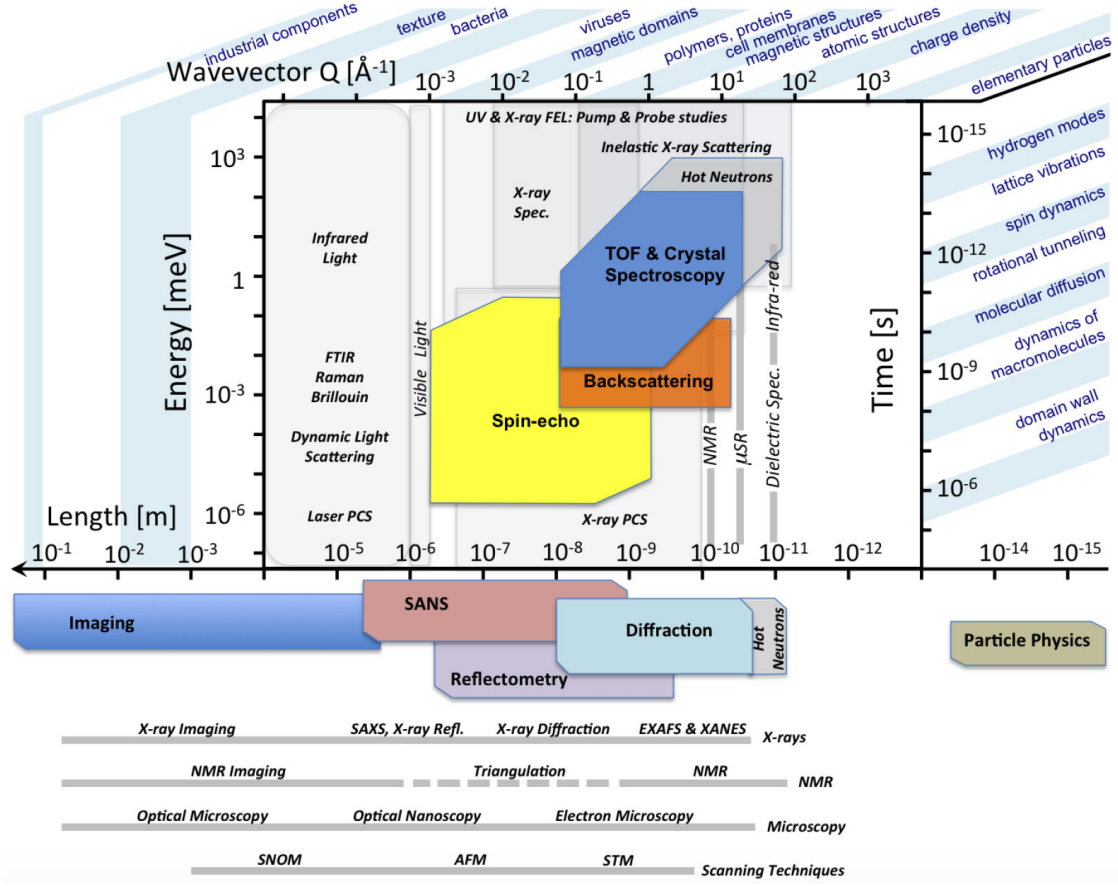 industrial components
texture
bacteria
viruses
magnetic domains
polymers, proteins
cell membranes
magnetic structures
atomic structures
charge density
elementary particles
Wavevector Q [Å⁻¹]
10⁻³ 10⁻² 10⁻¹ 1 10¹ 10² 10³
UV & X-ray FEL: Pump & Probe studies
Inelastic X-ray Scattering
Hot Neutrons
X-ray
Spec.
TOF & Crystal
Spectroscopy
Infrared
Light
Visible Light
FTIR
Raman
Brillouin
Dynamic Light
Scattering
Laser PCS
Spin-echo
Backscattering
X-ray PCS
NMR
μSR
Dielectric Spec.
Infra-red
Energy [meV]
10³
1
10⁻³
10⁻⁶
Time [s]
10⁻¹⁵
10⁻¹²
10⁻⁹
10⁻⁶
hydrogen modes
lattice vibrations
spin dynamics
rotational tunneling
molecular diffusion
dynamics of
macromolecules
domain wall
dynamics
Length [m]
10⁻¹ 10⁻² 10⁻³ 10⁻⁵ 10⁻⁶ 10⁻⁷ 10⁻⁸ 10⁻⁹ 10⁻¹⁰ 10⁻¹¹ 10⁻¹² 10⁻¹⁴ 10⁻¹⁵
Imaging
SANS
Reflectometry
Diffraction
Hot
Neutrons
Particle Physics
X-ray Imaging SAXS, X-ray Refl. X-ray Diffraction EXAFS & XANES
X-rays
NMR Imaging Triangulation NMR
NMR
Optical Microscopy Optical Nanoscopy Electron Microscopy
Microscopy
SNOM AFM STM
Scanning Techniques